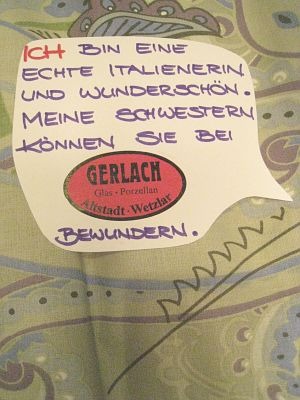 ICH BIN EINE
ECHTE ITALIENERIN
UND WUNDERSCHÖN.
MEINE SCHWESTERN
KÖNNEN SIE BEI
GERLACH
Glas · Porzellan
Altstadt · Wetzlar
BEWUNDERN.